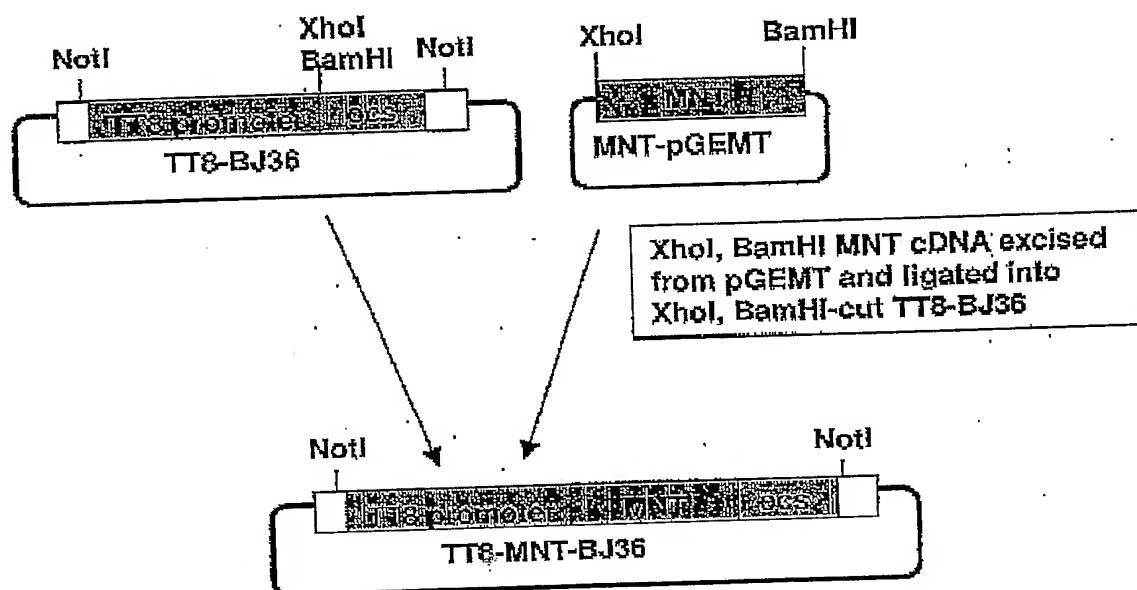 XhoI
NotI
BamHI
NotI
TT8 promoter
ocs
TT8-BJ36
XhoI
BamHI
MNT
MNT-pGEMT
XhoI, BamHI MNT cDNA excised
from pGEMT and ligated into
XhoI, BamHI-cut TT8-BJ36
NotI
NotI
TT8 promoter
MNT
ocs
TT8-MNT-BJ36